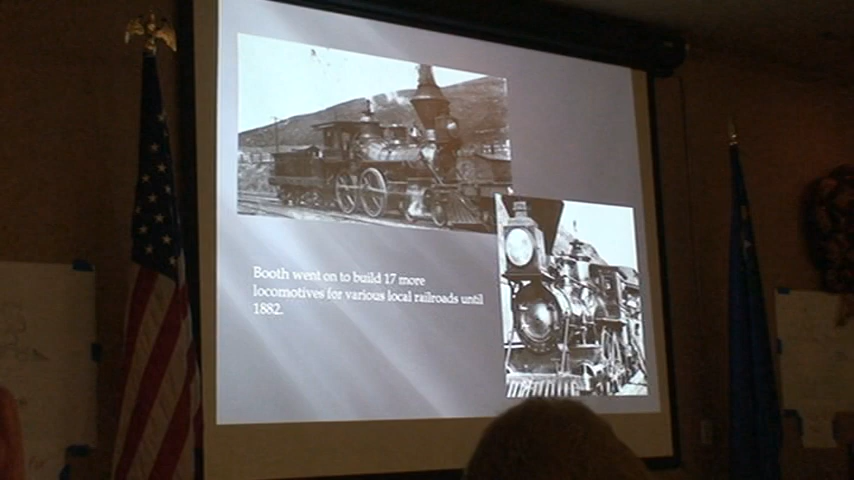 Booth went on to build 17 more
locomotives for various local railroads until
1882.